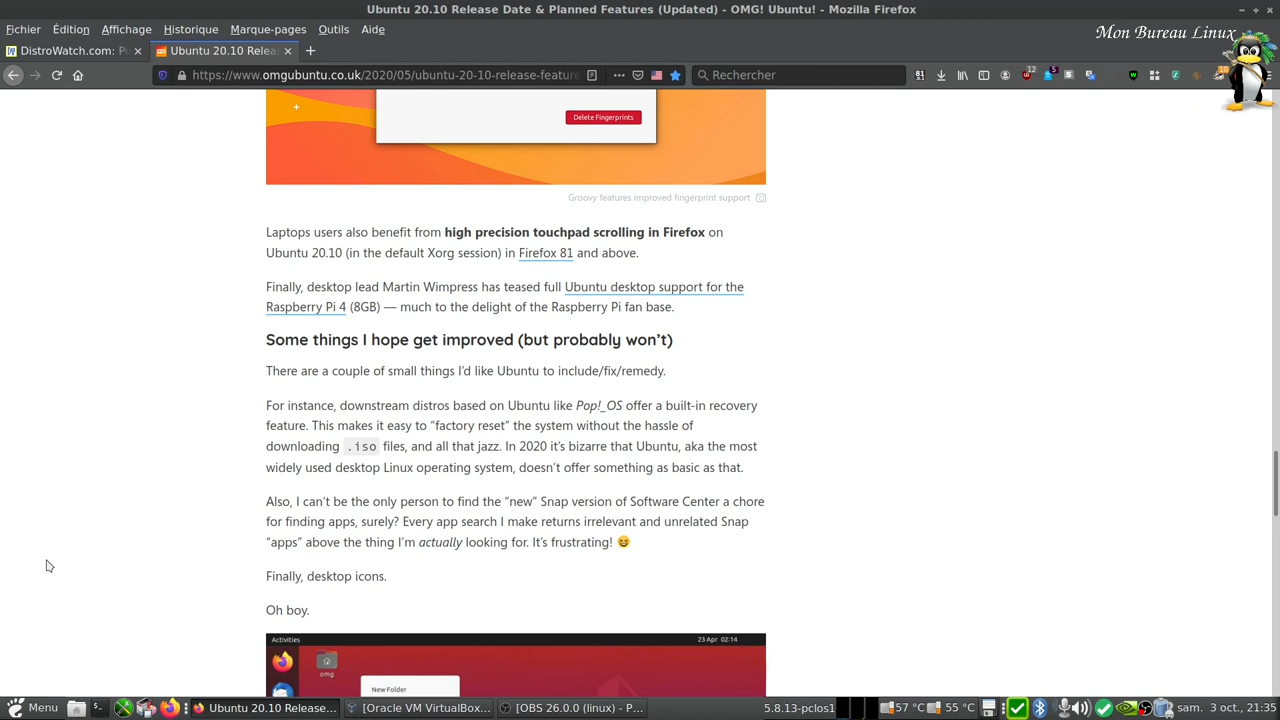 Ubuntu 20.10 Release Date & Planned Features (Updated) - OMG! Ubuntu! - Mozilla Firefox
Fichier Édition Affichage Historique Marque-pages Outils Aide
Mon Bureau Linux
DistroWatch.com: Pu
Ubuntu 20.10 Relea
https://www.omgubuntu.co.uk/2020/05/ubuntu-20-10-release-feature
Rechercher
12
5
10
Delete Fingerprints
Groovy features improved fingerprint support
Laptops users also benefit from high precision touchpad scrolling in Firefox on
Ubuntu 20.10 (in the default Xorg session) in Firefox 81 and above.
Finally, desktop lead Martin Wimpress has teased full Ubuntu desktop support for the
Raspberry Pi 4 (8GB) — much to the delight of the Raspberry Pi fan base.
Some things I hope get improved (but probably won’t)
There are a couple of small things I’d like Ubuntu to include/fix/remedy.
For instance, downstream distros based on Ubuntu like Pop!_OS offer a built-in recovery
feature. This makes it easy to “factory reset” the system without the hassle of
downloading .iso files, and all that jazz. In 2020 it’s bizarre that Ubuntu, aka the most
widely used desktop Linux operating system, doesn’t offer something as basic as that.
Also, I can’t be the only person to find the “new” Snap version of Software Center a chore
for finding apps, surely? Every app search I make returns irrelevant and unrelated Snap
“apps” above the thing I’m actually looking for. It’s frustrating! 😆
Finally, desktop icons.
Oh boy.
Activities
23 Apr 02:14
omg
New Folder
Menu
Ubuntu 20.10 Release...
[Oracle VM VirtualBox...
[OBS 26.0.0 (linux) - P...
5.8.13-pclos1
57 °C
55 °C
sam. 3 oct., 21:35